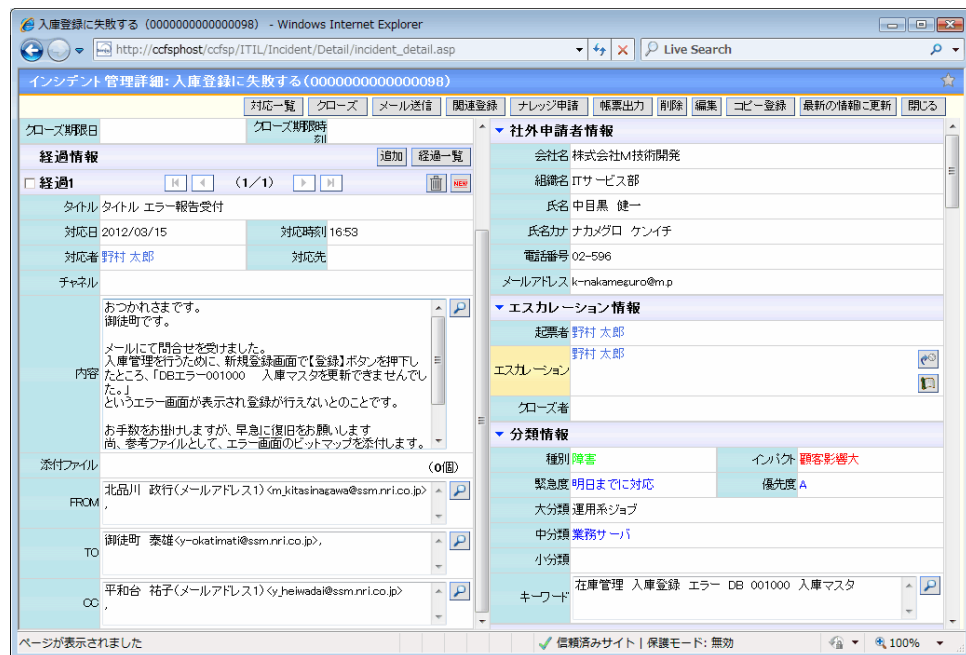 入庫登録に失敗する (0000000000000098) - Windows Internet Explorer
http://ccfsphost/ccfsp/ITIL/Incident/Detail/incident_detail.asp
Live Search
インシデント管理詳細: 入庫登録に失敗する(0000000000000098)
対応一覧 クローズ メール送信 関連登録 ナレッジ申請 帳票出力 削除 編集 コピー登録 最新の情報に更新 閉じる
クローズ期限日 クローズ期限時刻
経過情報 追加 経過一覧
経過1 (1/1) NEW
タイトル タイトル エラー報告受付
対応日 2012/03/15 対応時刻 16:53
対応者 野村 太郎 対応先
チャネル
内容
おつかれさまです。
御徒町です。
メールにて問合せを受けました。
入庫管理を行うために、新規登録画面で【登録】ボタンを押下し
たところ、「DBエラー001000 入庫マスタを更新できませんでし
た。」
というエラー画面が表示され登録が行えないとのことです。
お手数をお掛けしますが、早急に復旧をお願いします
尚、参考ファイルとして、エラー画面のビットマップを添付します。
添付ファイル (0個)
FROM 北品川 政行(メールアドレス1)<m_kitasinagawa@ssm.nri.co.jp>
,
TO 御徒町 泰雄<y-okatimati@ssm.nri.co.jp>,
CC 平和台 祐子(メールアドレス1)<y_heiwadai@ssm.nri.co.jp>
,
社外申請者情報
会社名 株式会社M技術開発
組織名 ITサービス部
氏名 中目黒 健一
氏名カナ ナカメグロ ケンイチ
電話番号 02-596
メールアドレス k-nakameguro@m.p
エスカレーション情報
起票者 野村 太郎
エスカレーション 野村 太郎
クローズ者
分類情報
種別 障害 インパクト 顧客影響大
緊急度 明日までに対応 優先度 A
大分類 運用系ジョブ
中分類 業務サーバ
小分類
キーワード 在庫管理 入庫登録 エラー DB 001000 入庫マスタ
ページが表示されました 信頼済みサイト | 保護モード: 無効 100%